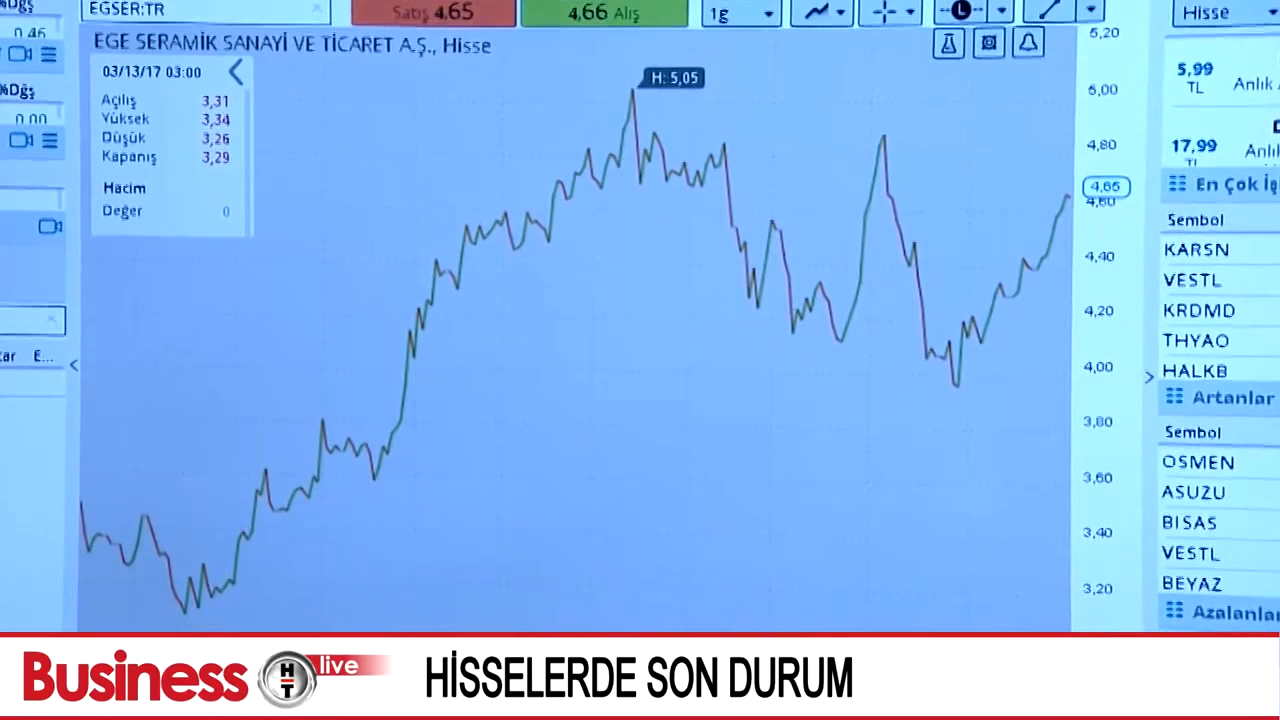 %Dğş
0,46
%Dğş
0,00
E...
EGSER:TR
Satış 4.65
4,66 Alış
1g
L
Hisse
EGE SERAMİK SANAYİ VE TİCARET A.Ş., Hisse
03/13/17 03:00
Açılış 3,31
Yüksek 3,34
Düşük 3,26
Kapanış 3,29
Hacim
Değer 0
H: 5,05
5,20
5,00
4,80
4,65
4,60
4,40
4,20
4,00
3,80
3,60
3,40
3,20
5,99
TL
Anlık
17,99
TL
En Çok İş
Sembol
KARSN
VESTL
KRDMD
THYAO
HALKB
Artanlar
Sembol
OSMEN
ASUZU
BISAS
VESTL
BEYAZ
Azalanlar
Business HT live
HİSSELERDE SON DURUM